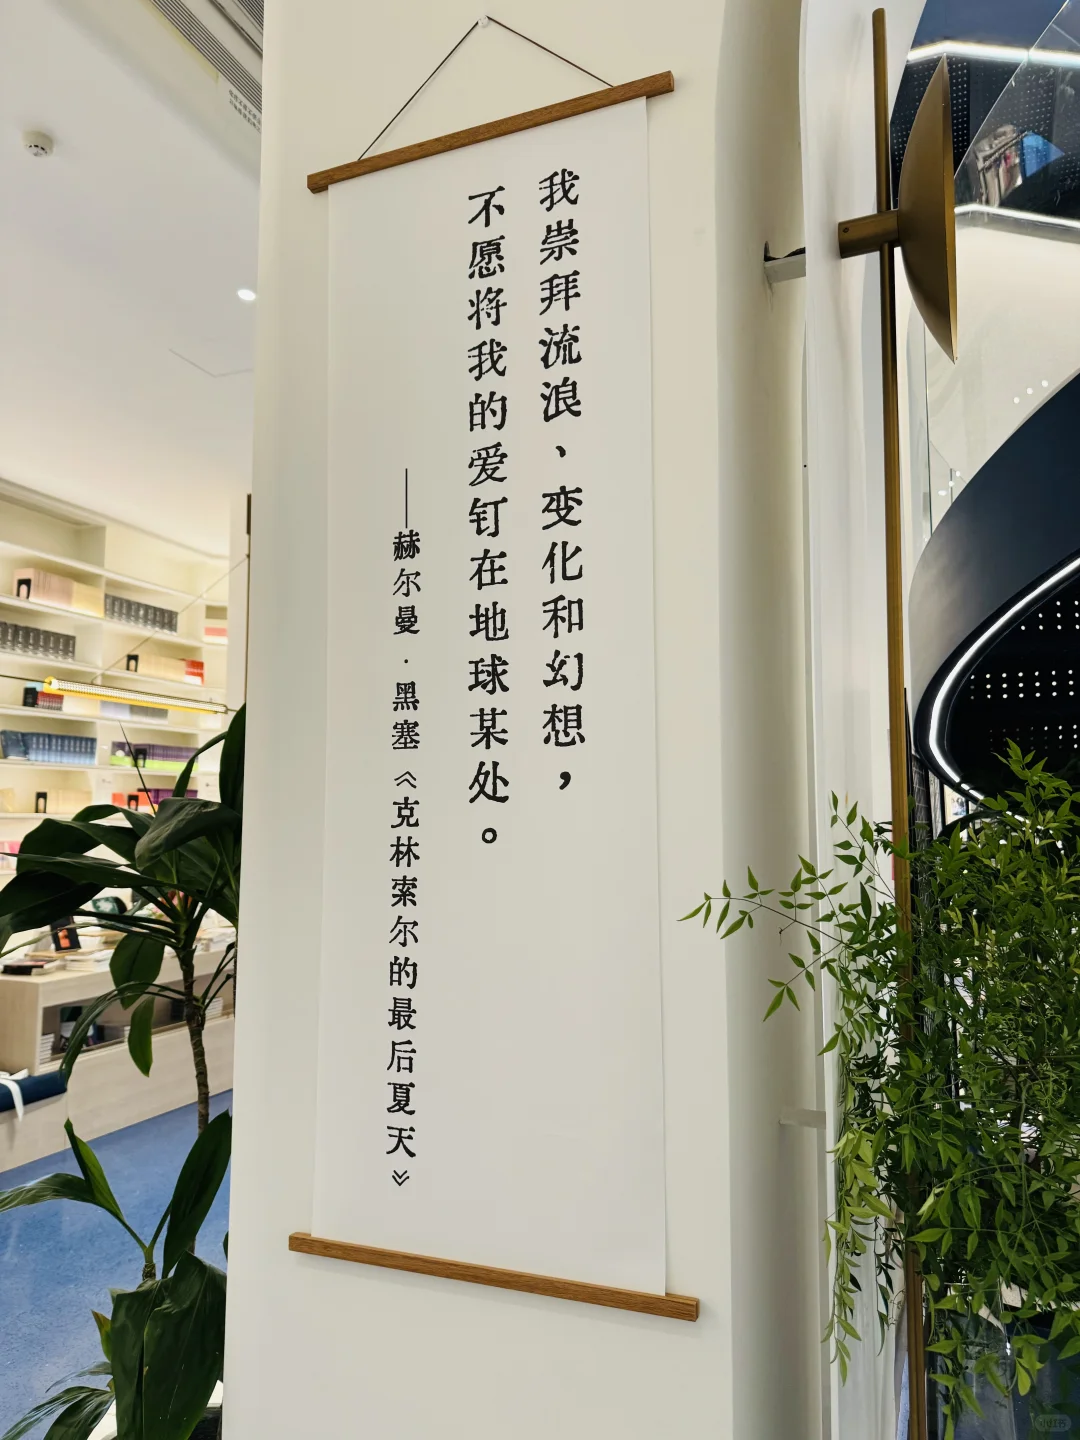 我崇拜流浪、变化和幻想，
不愿将我的爱钉在地球某处。
——赫尔曼·黑塞《克林索尔的最后夏天》